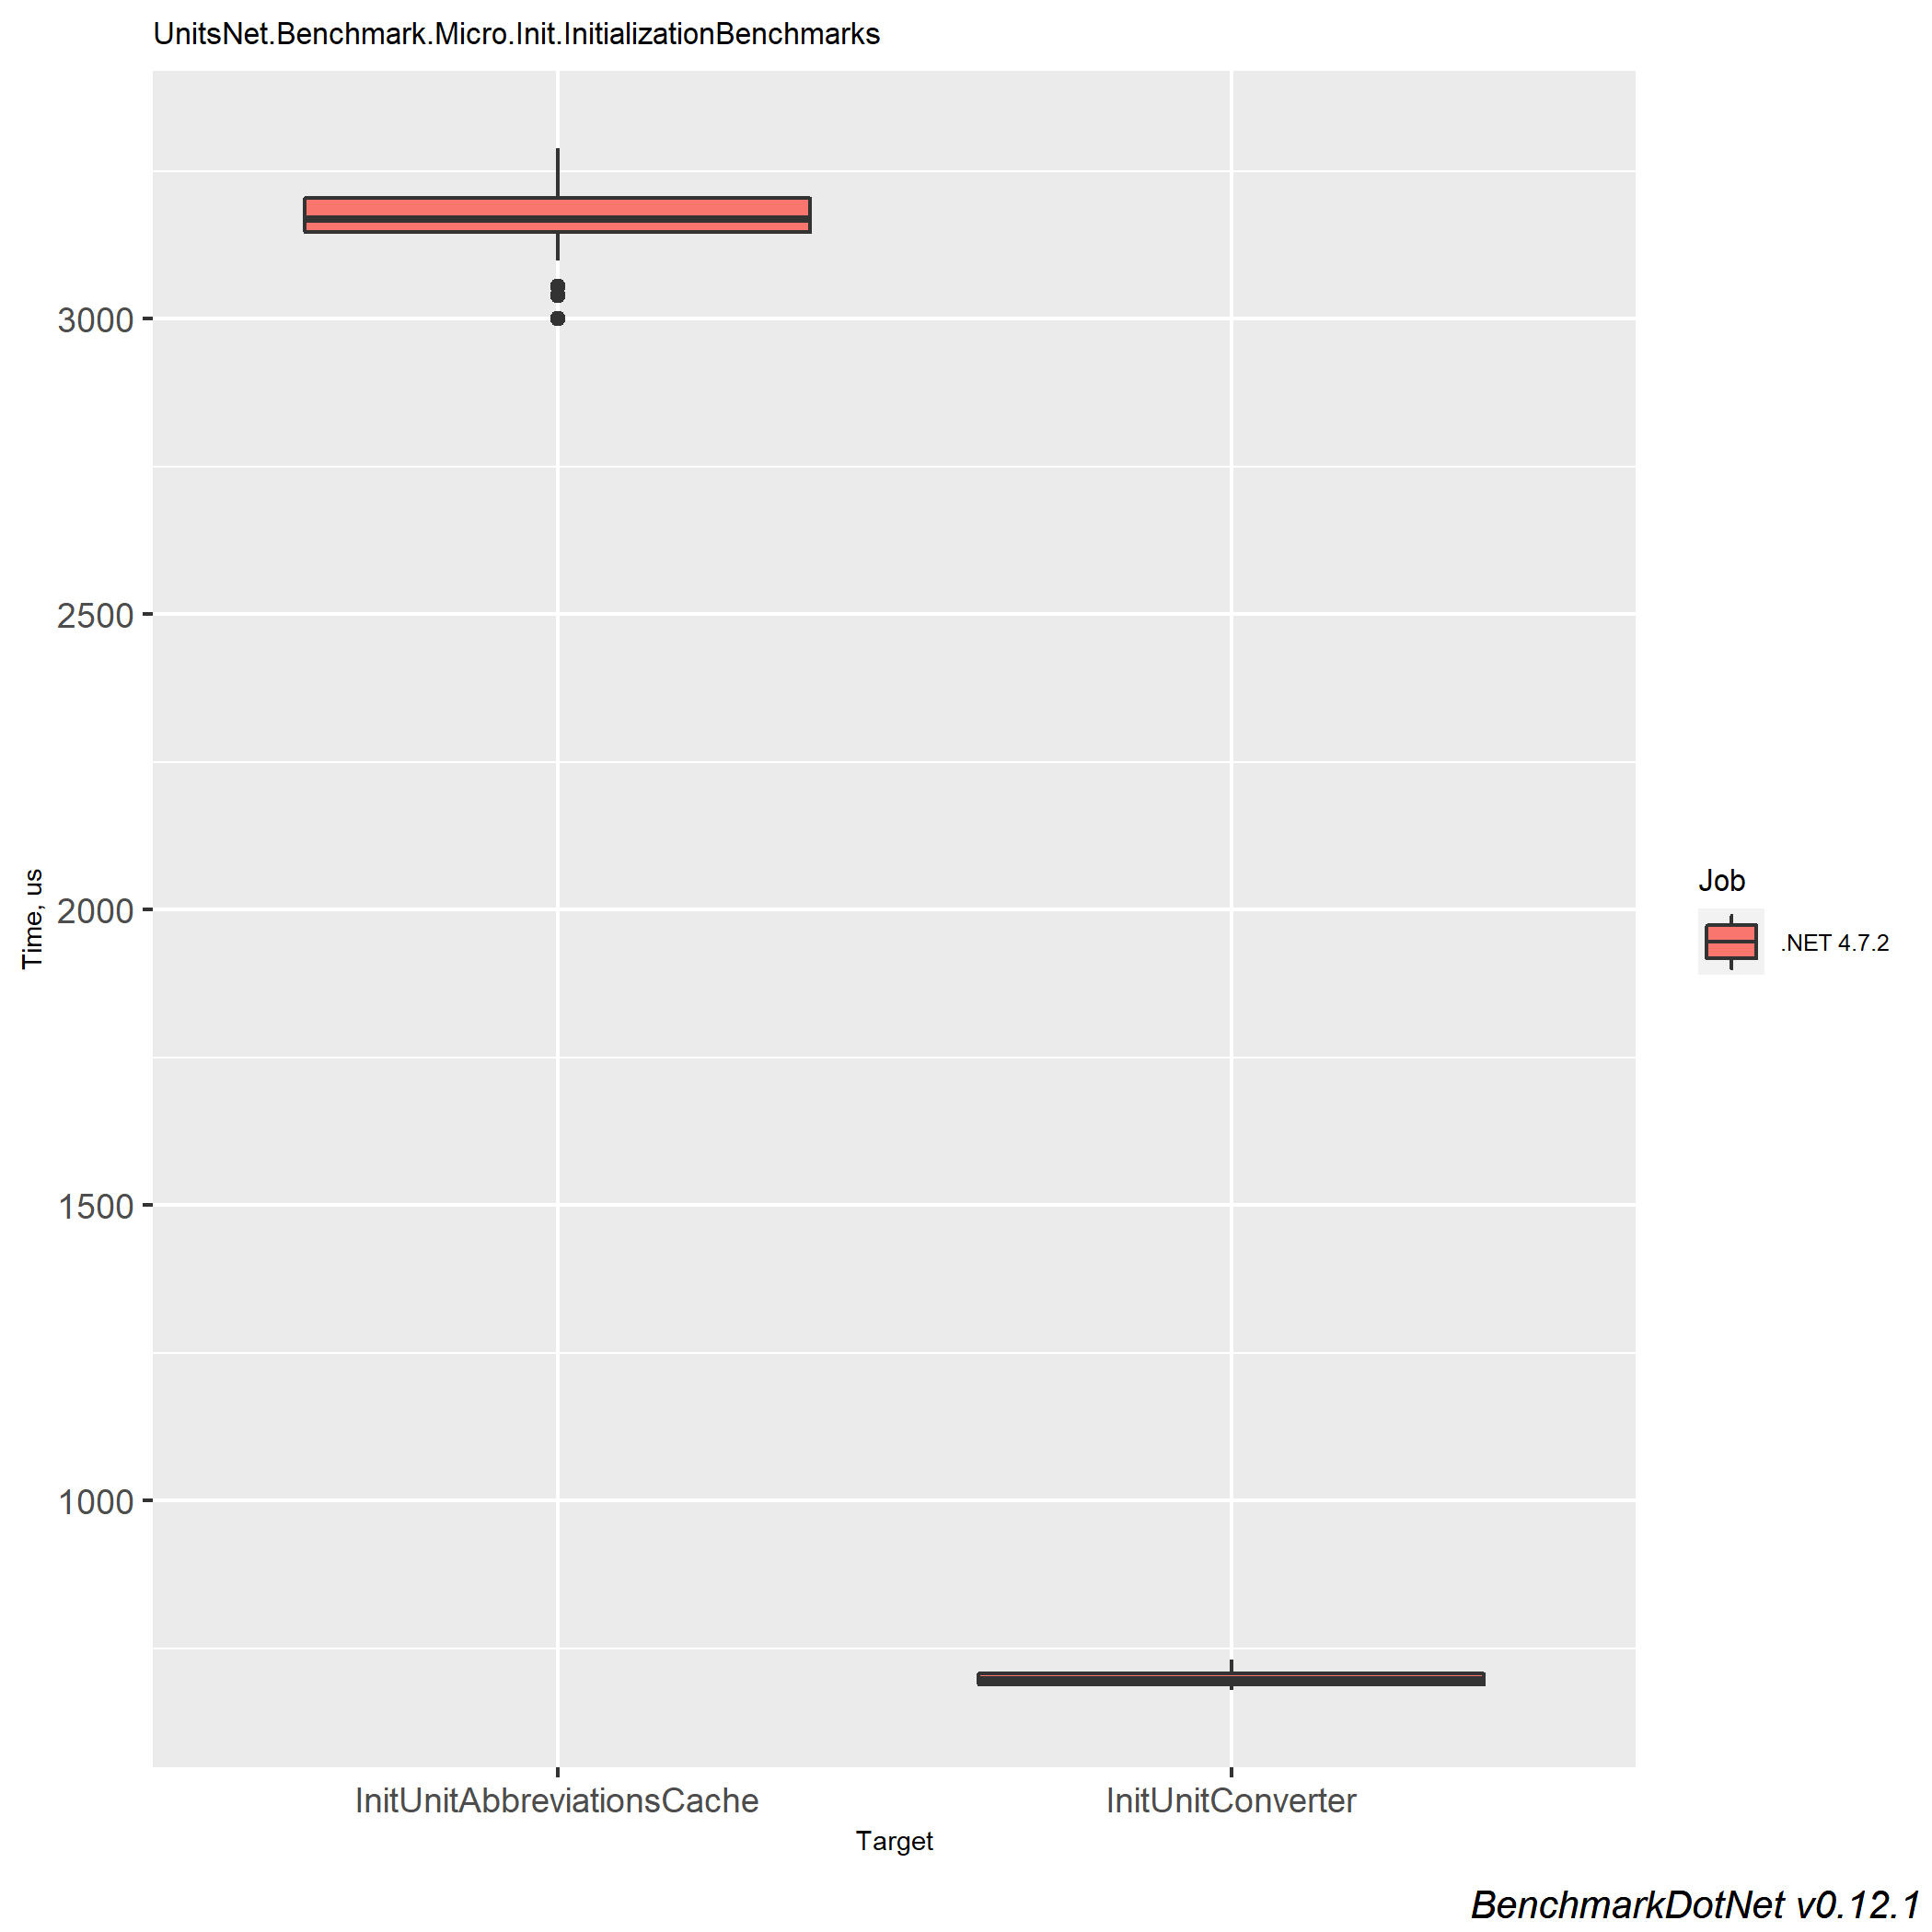 UnitsNet.Benchmark.Micro.Init.InitializationBenchmarks
3000
2500
2000
1500
1000
Time, us
InitUnitAbbreviationsCache
InitUnitConverter
Target
Job
.NET 4.7.2
BenchmarkDotNet v0.12.1